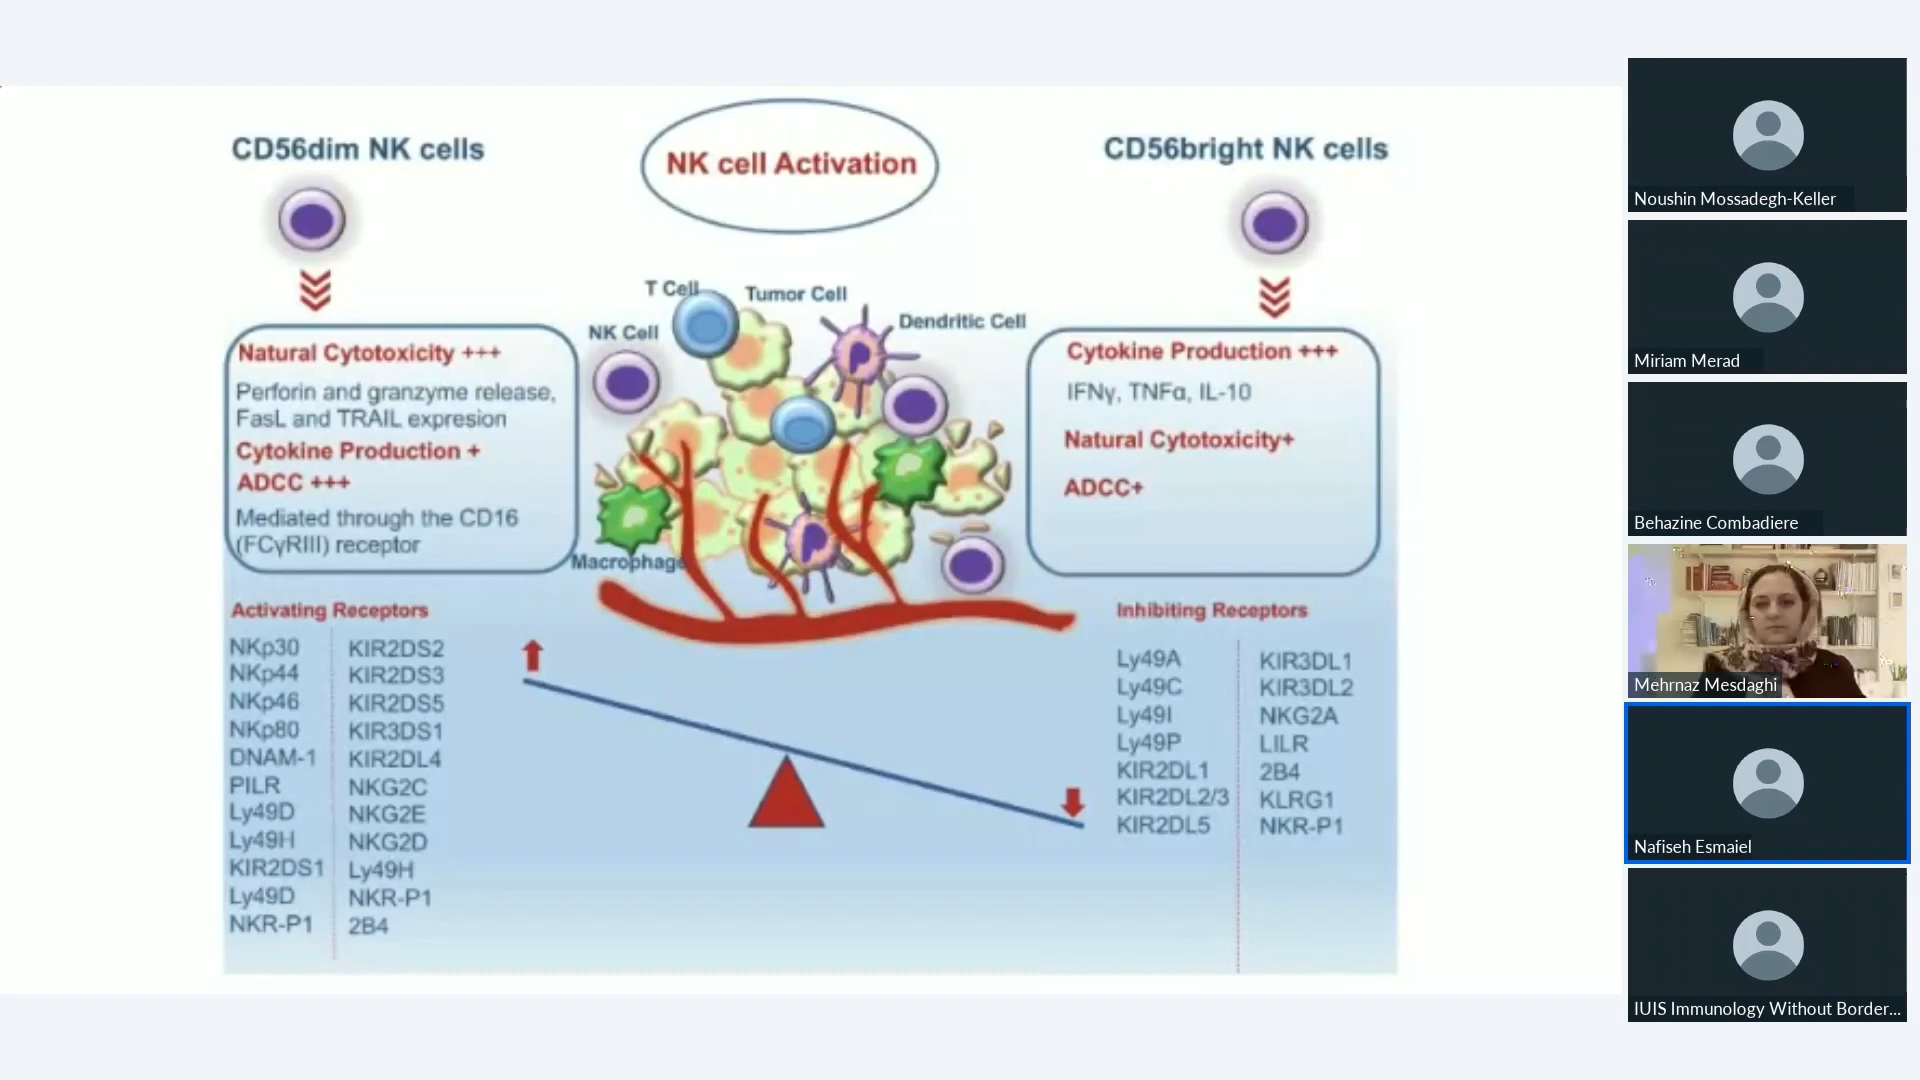 CD56dim NK cells
NK cell Activation
CD56bright NK cells
Natural Cytotoxicity +++
Perforin and granzyme release,
FasL and TRAIL expresion
Cytokine Production +
ADCC +++
Mediated through the CD16
(FCγRIII) receptor
T Cell
Tumor Cell
NK Cell
Dendritic Cell
Macrophage
Cytokine Production +++
IFNγ, TNFα, IL-10
Natural Cytotoxicity+
ADCC+
Activating Receptors
NKp30
NKp44
NKp46
NKp80
DNAM-1
PILR
Ly49D
Ly49H
KIR2DS1
Ly49D
NKR-P1
KIR2DS2
KIR2DS3
KIR2DS5
KIR3DS1
KIR2DL4
NKG2C
NKG2E
NKG2D
Ly49H
NKR-P1
2B4
Inhibiting Receptors
Ly49A
Ly49C
Ly49I
Ly49P
KIR2DL1
KIR2DL2/3
KIR2DL5
KIR3DL1
KIR3DL2
NKG2A
LILR
2B4
KLRG1
NKR-P1
Noushin Mossadegh-Keller
Miriam Merad
Behazine Combadiere
Mehrnaz Mesdaghi
Nafiseh Esmaiel
IUIS Immunology Without Border...